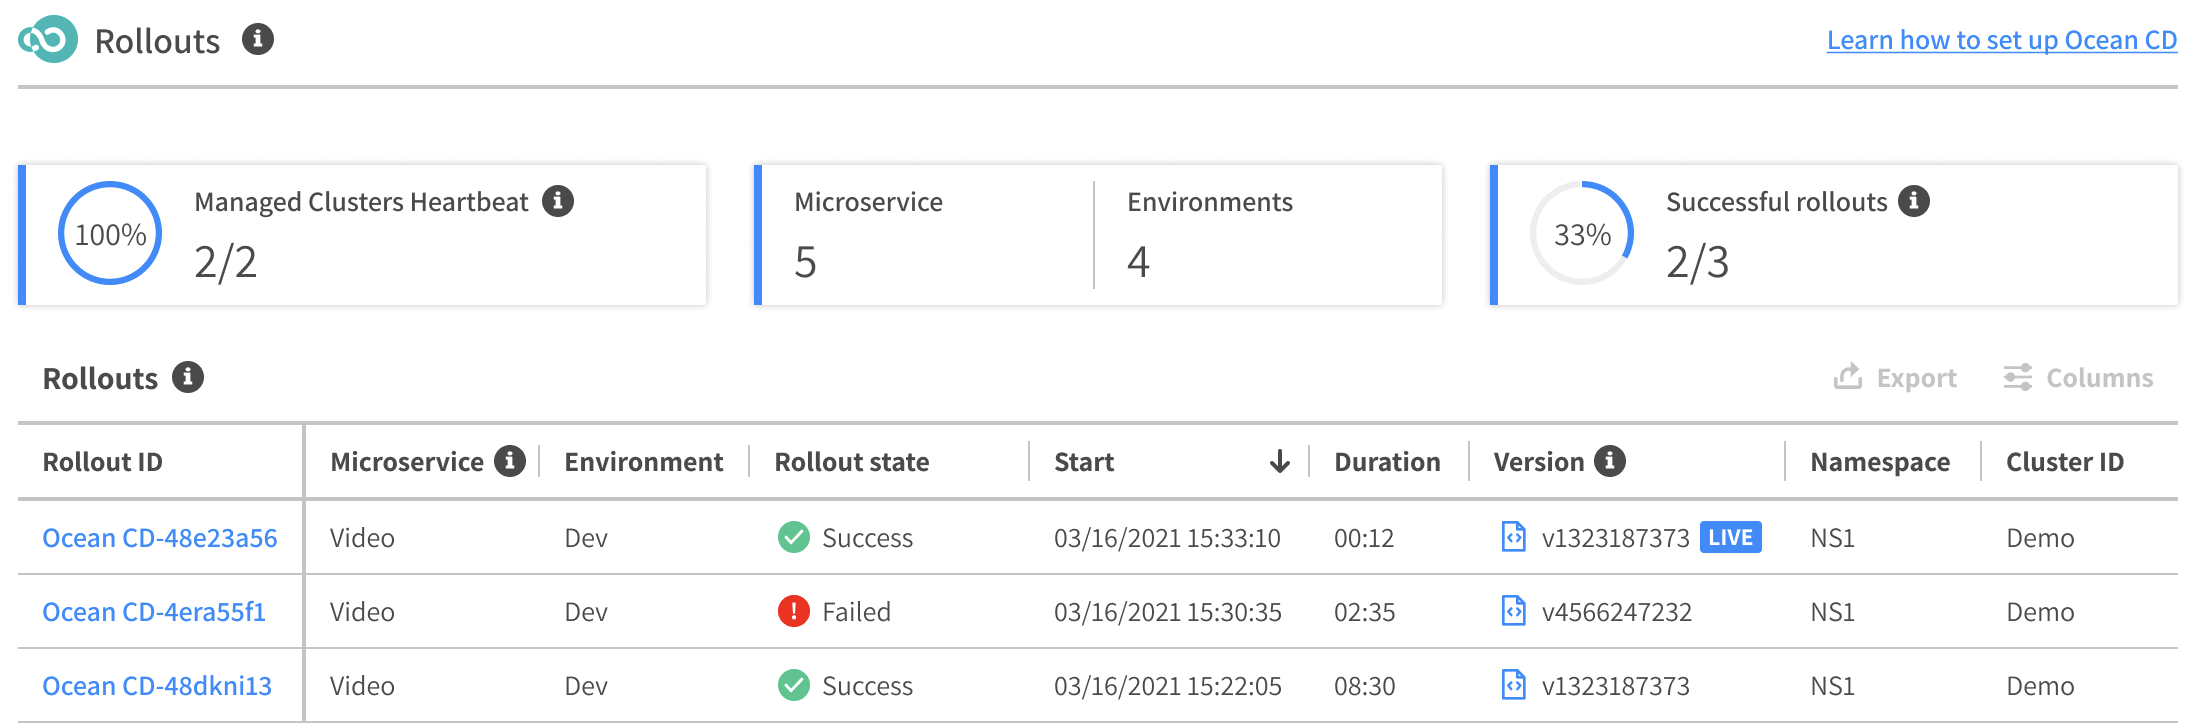 Rollouts
Learn how to set up Ocean CD
100% Managed Clusters Heartbeat
2/2
Microservice
5
Environments
4
33% Successful rollouts
2/3
Rollouts
Export Columns
Rollout ID Microservice Environment Rollout state Start Duration Version Namespace Cluster ID
Ocean CD-48e23a56 Video Dev Success 03/16/2021 15:33:10 00:12 v1323187373 LIVE NS1 Demo
Ocean CD-4era55f1 Video Dev Failed 03/16/2021 15:30:35 02:35 v4566247232 NS1 Demo
Ocean CD-48dkni13 Video Dev Success 03/16/2021 15:22:05 08:30 v1323187373 NS1 Demo